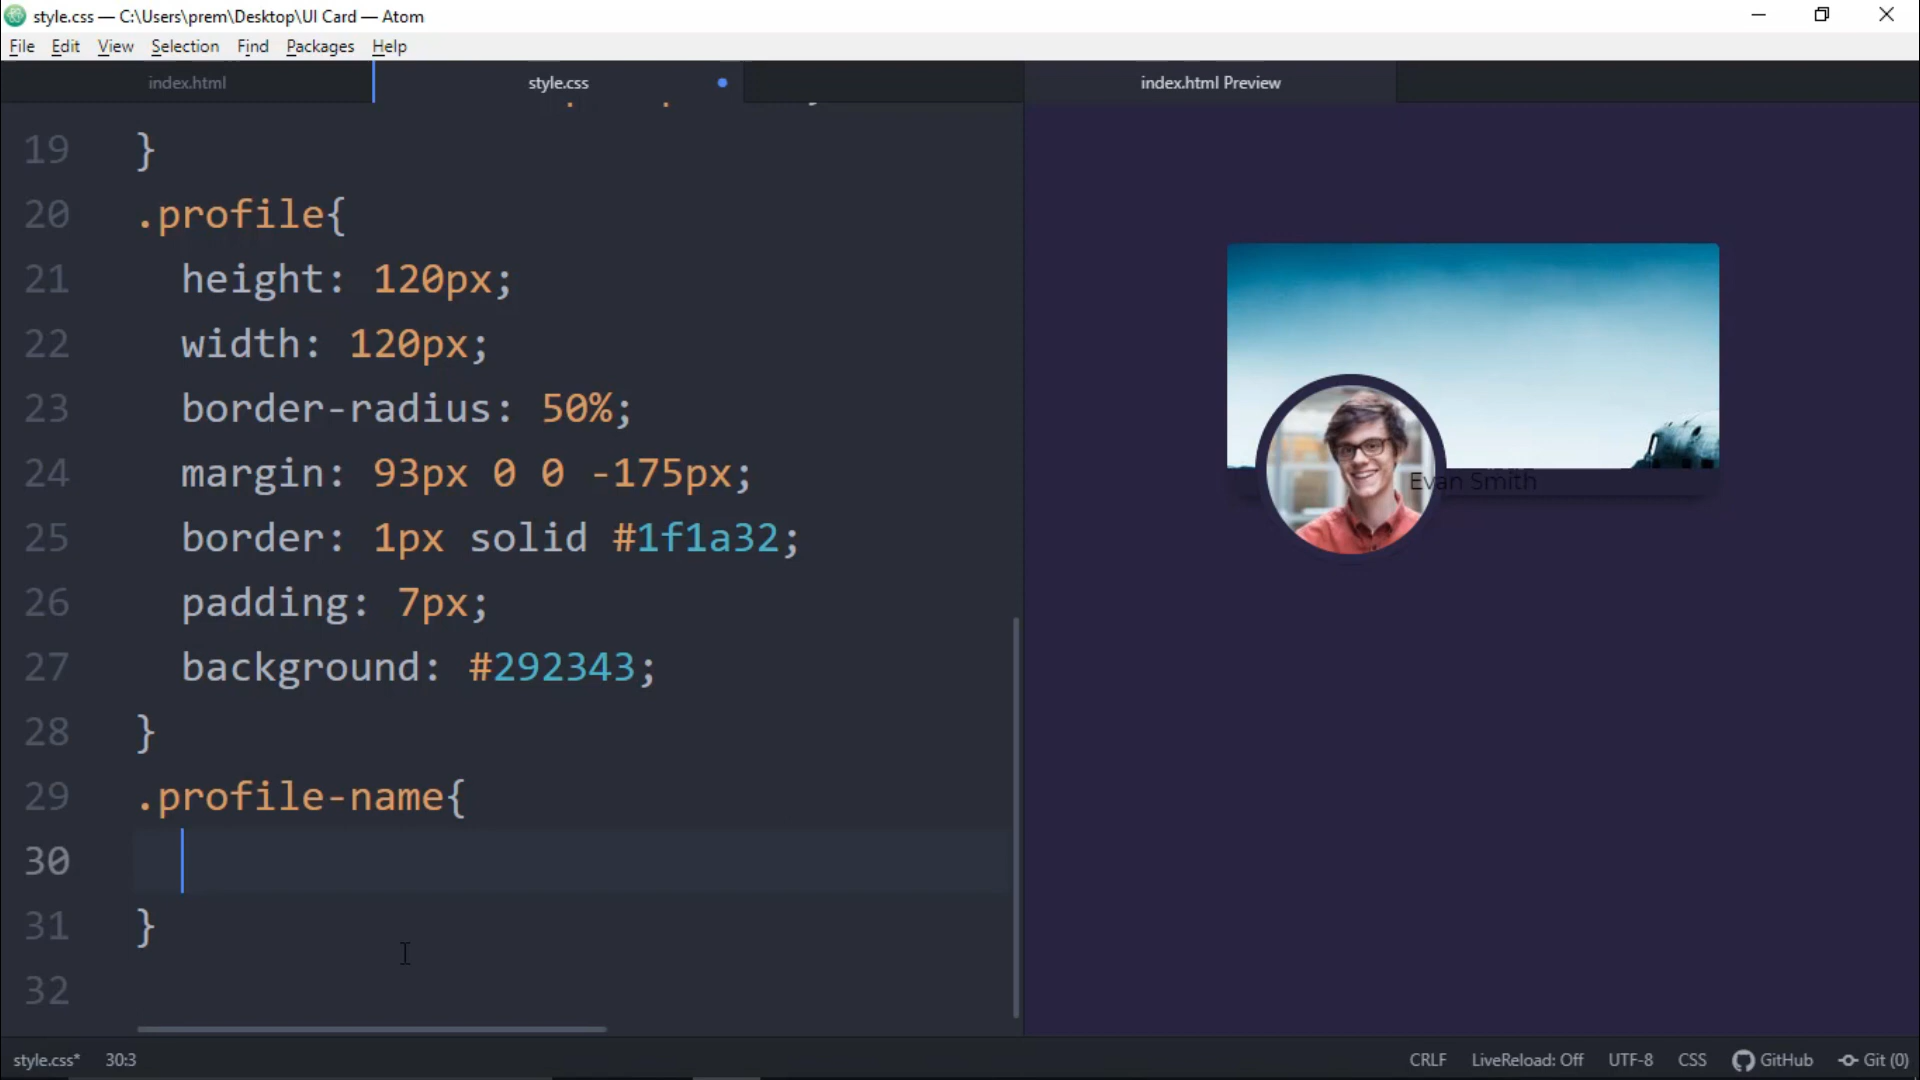 style.css — C:\Users\prem\Desktop\UI Card — Atom
File Edit View Selection Find Packages Help
index.html style.css index.html Preview
19 }
20 .profile{
21 height: 120px;
22 width: 120px;
23 border-radius: 50%;
24 margin: 93px 0 0 -175px;
25 border: 1px solid #1f1a32;
26 padding: 7px;
27 background: #292343;
28 }
29 .profile-name{
30
31 }
32
Evan Smith
style.css* 30:3 CRLF LiveReload: Off UTF-8 CSS GitHub Git (0)